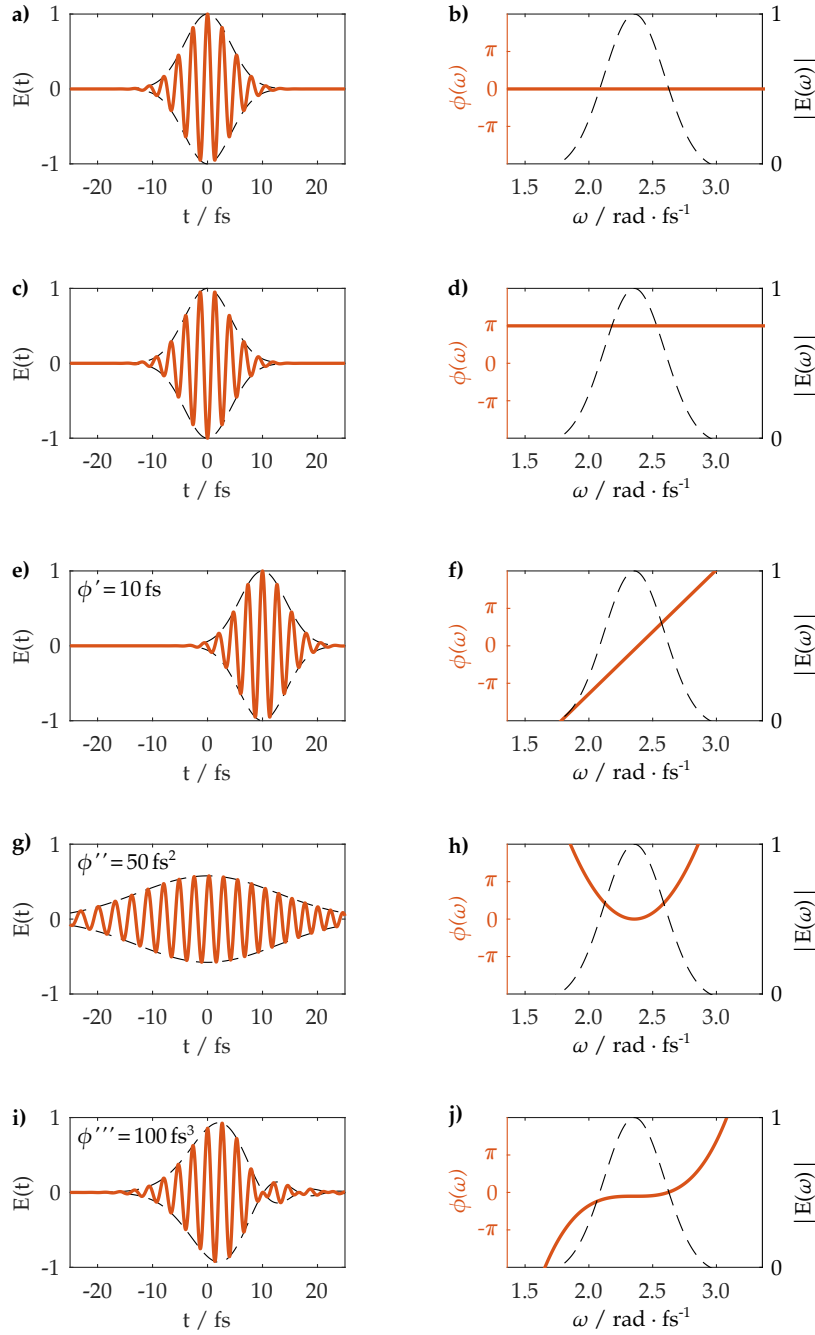 a)
E(t)
1
0
-1
-20 -10 0 10 20
t / fs
b)
ϕ(ω)
π
0
-π
1.5 2.0 2.5 3.0
ω / rad · fs-1
1
0
|E(ω)|
c)
E(t)
1
0
-1
-20 -10 0 10 20
t / fs
d)
ϕ(ω)
π
0
-π
1.5 2.0 2.5 3.0
ω / rad · fs-1
1
0
|E(ω)|
e)
ϕ′ = 10 fs
E(t)
1
0
-1
-20 -10 0 10 20
t / fs
f)
ϕ(ω)
π
0
-π
1.5 2.0 2.5 3.0
ω / rad · fs-1
1
0
|E(ω)|
g)
ϕ′′ = 50 fs2
E(t)
1
0
-1
-20 -10 0 10 20
t / fs
h)
ϕ(ω)
π
0
-π
1.5 2.0 2.5 3.0
ω / rad · fs-1
1
0
|E(ω)|
i)
ϕ′′′ = 100 fs3
E(t)
1
0
-1
-20 -10 0 10 20
t / fs
j)
ϕ(ω)
π
0
-π
1.5 2.0 2.5 3.0
ω / rad · fs-1
1
0
|E(ω)|